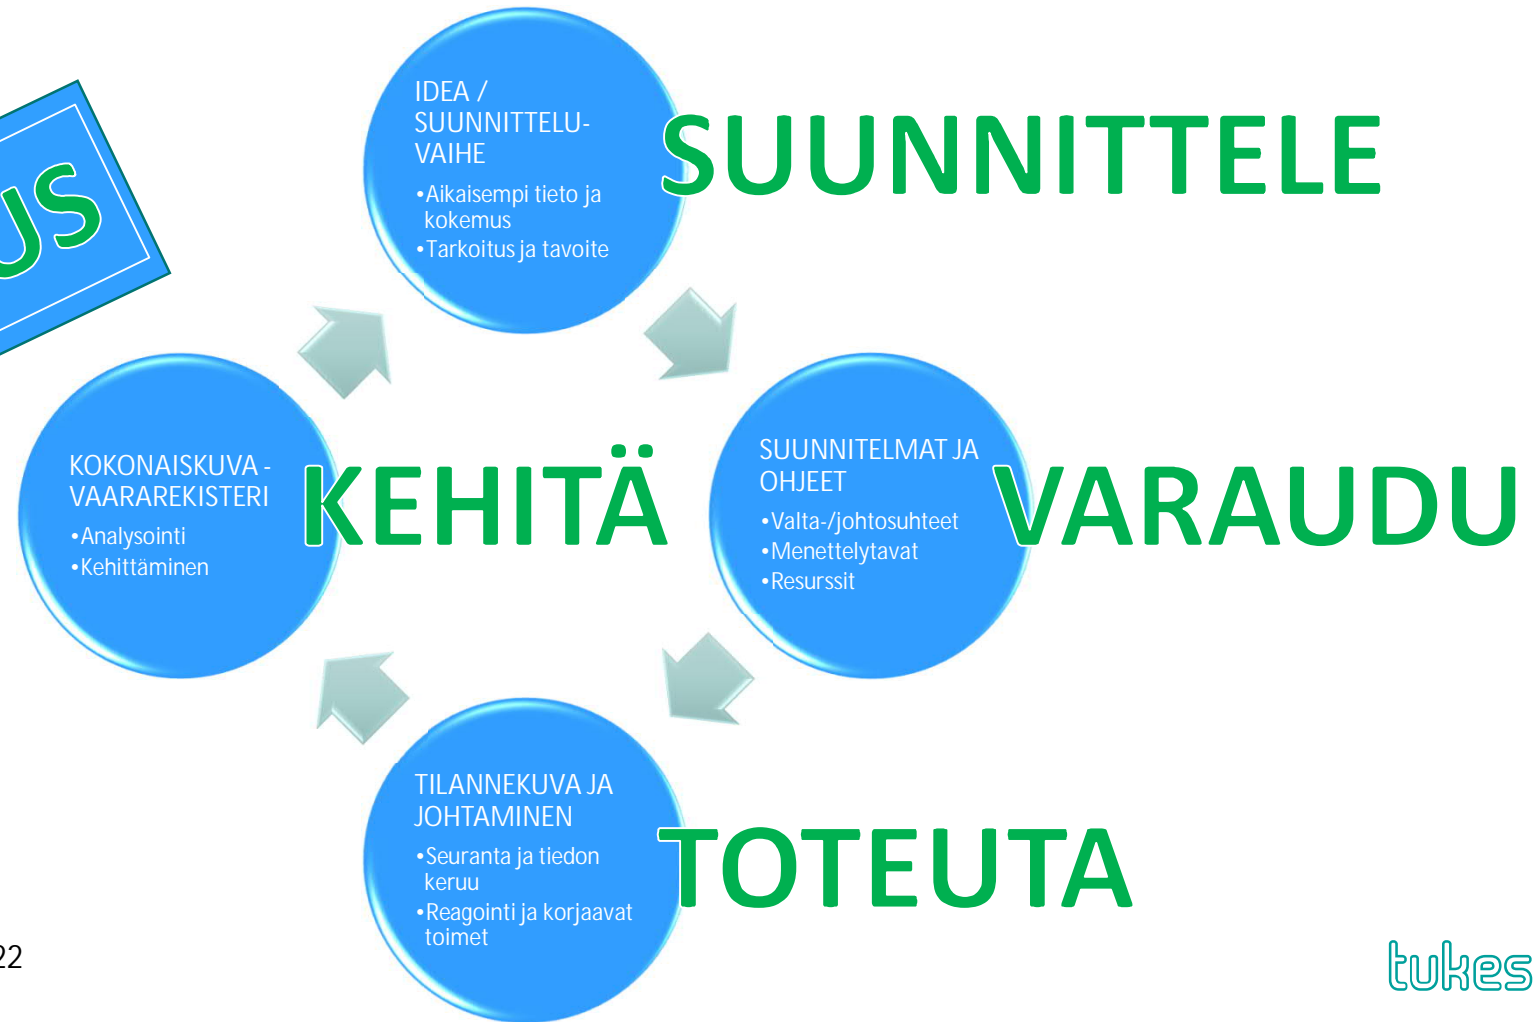 IDEA /
SUUNNITTELU-
VAIHE
•Aikaisempi tieto ja
kokemus
•Tarkoitus ja tavoite
SUUNNITTELE
US
KOKONAISKUVA -
VAARAREKISTERI
•Analysointi
•Kehittäminen
KEHITÄ
SUUNNITELMAT JA
OHJEET
•Valta-/johtosuhteet
•Menettelytavat
•Resurssit
VARAUDU
TILANNEKUVA JA
JOHTAMINEN
•Seuranta ja tiedon
keruu
•Reagointi ja korjaavat
toimet
TOTEUTA
22
tukes